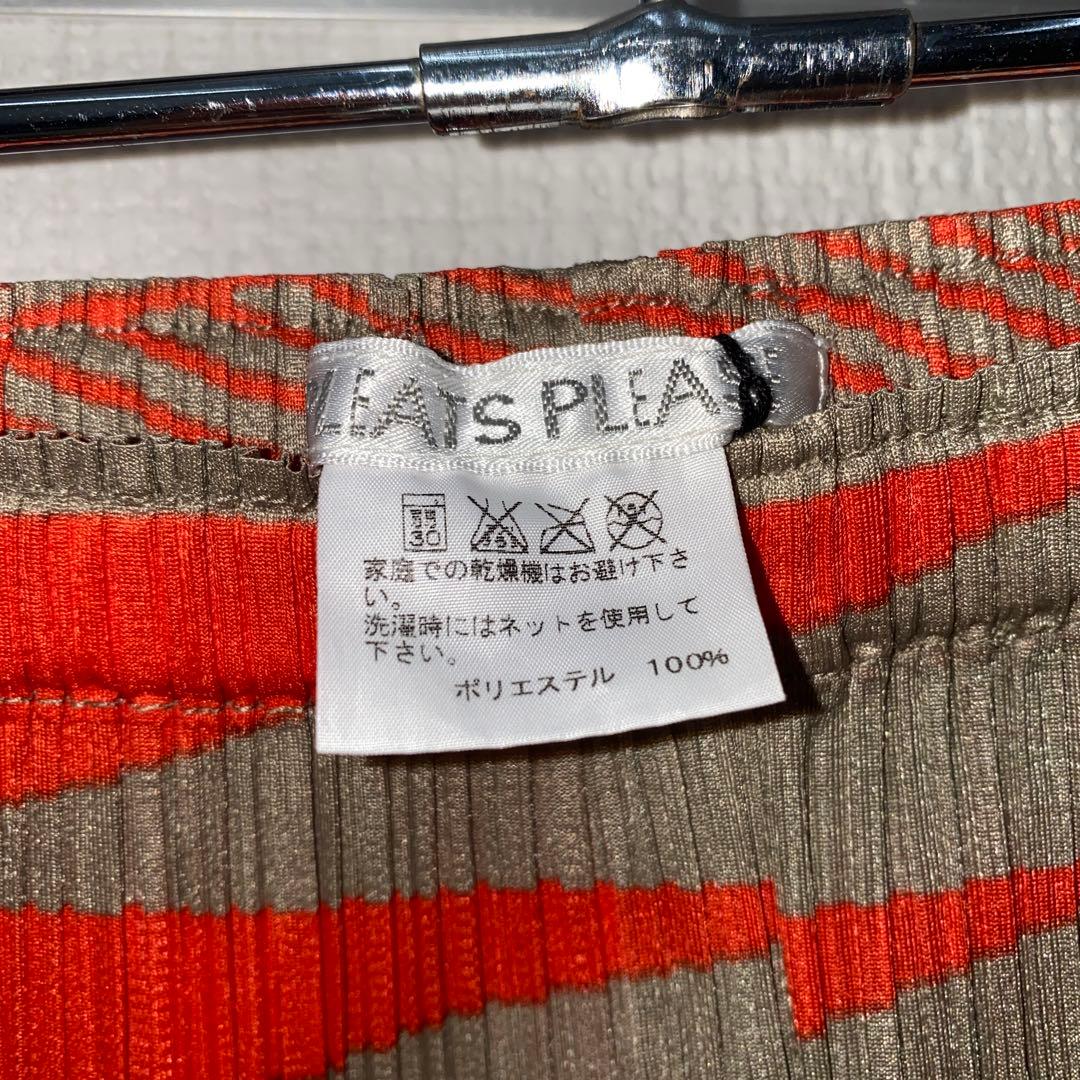 PLEATS PLEASE
弱
30
家庭での乾燥機はお避け下さ
い。
洗濯時にはネットを使用して
下さい。
ポリエステル 100%